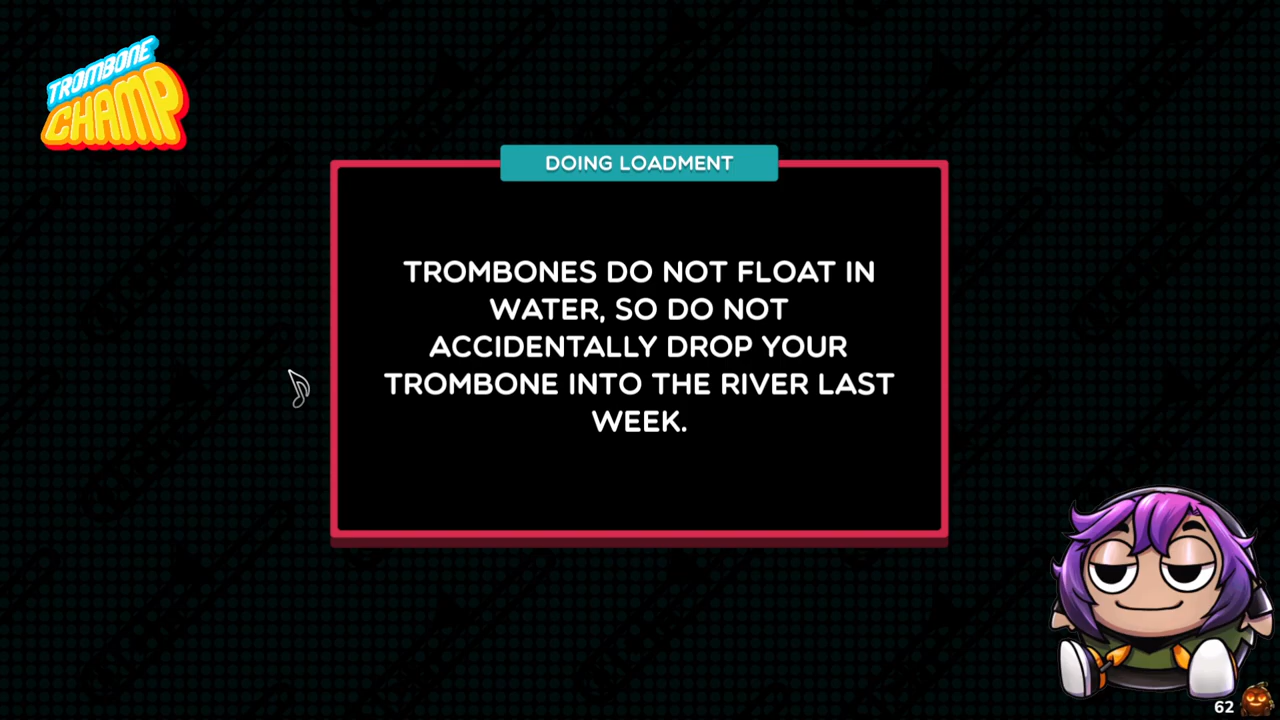 TROMBONE
CHAMP
DOING LOADMENT
TROMBONES DO NOT FLOAT IN
WATER, SO DO NOT
ACCIDENTALLY DROP YOUR
TROMBONE INTO THE RIVER LAST
WEEK.
62